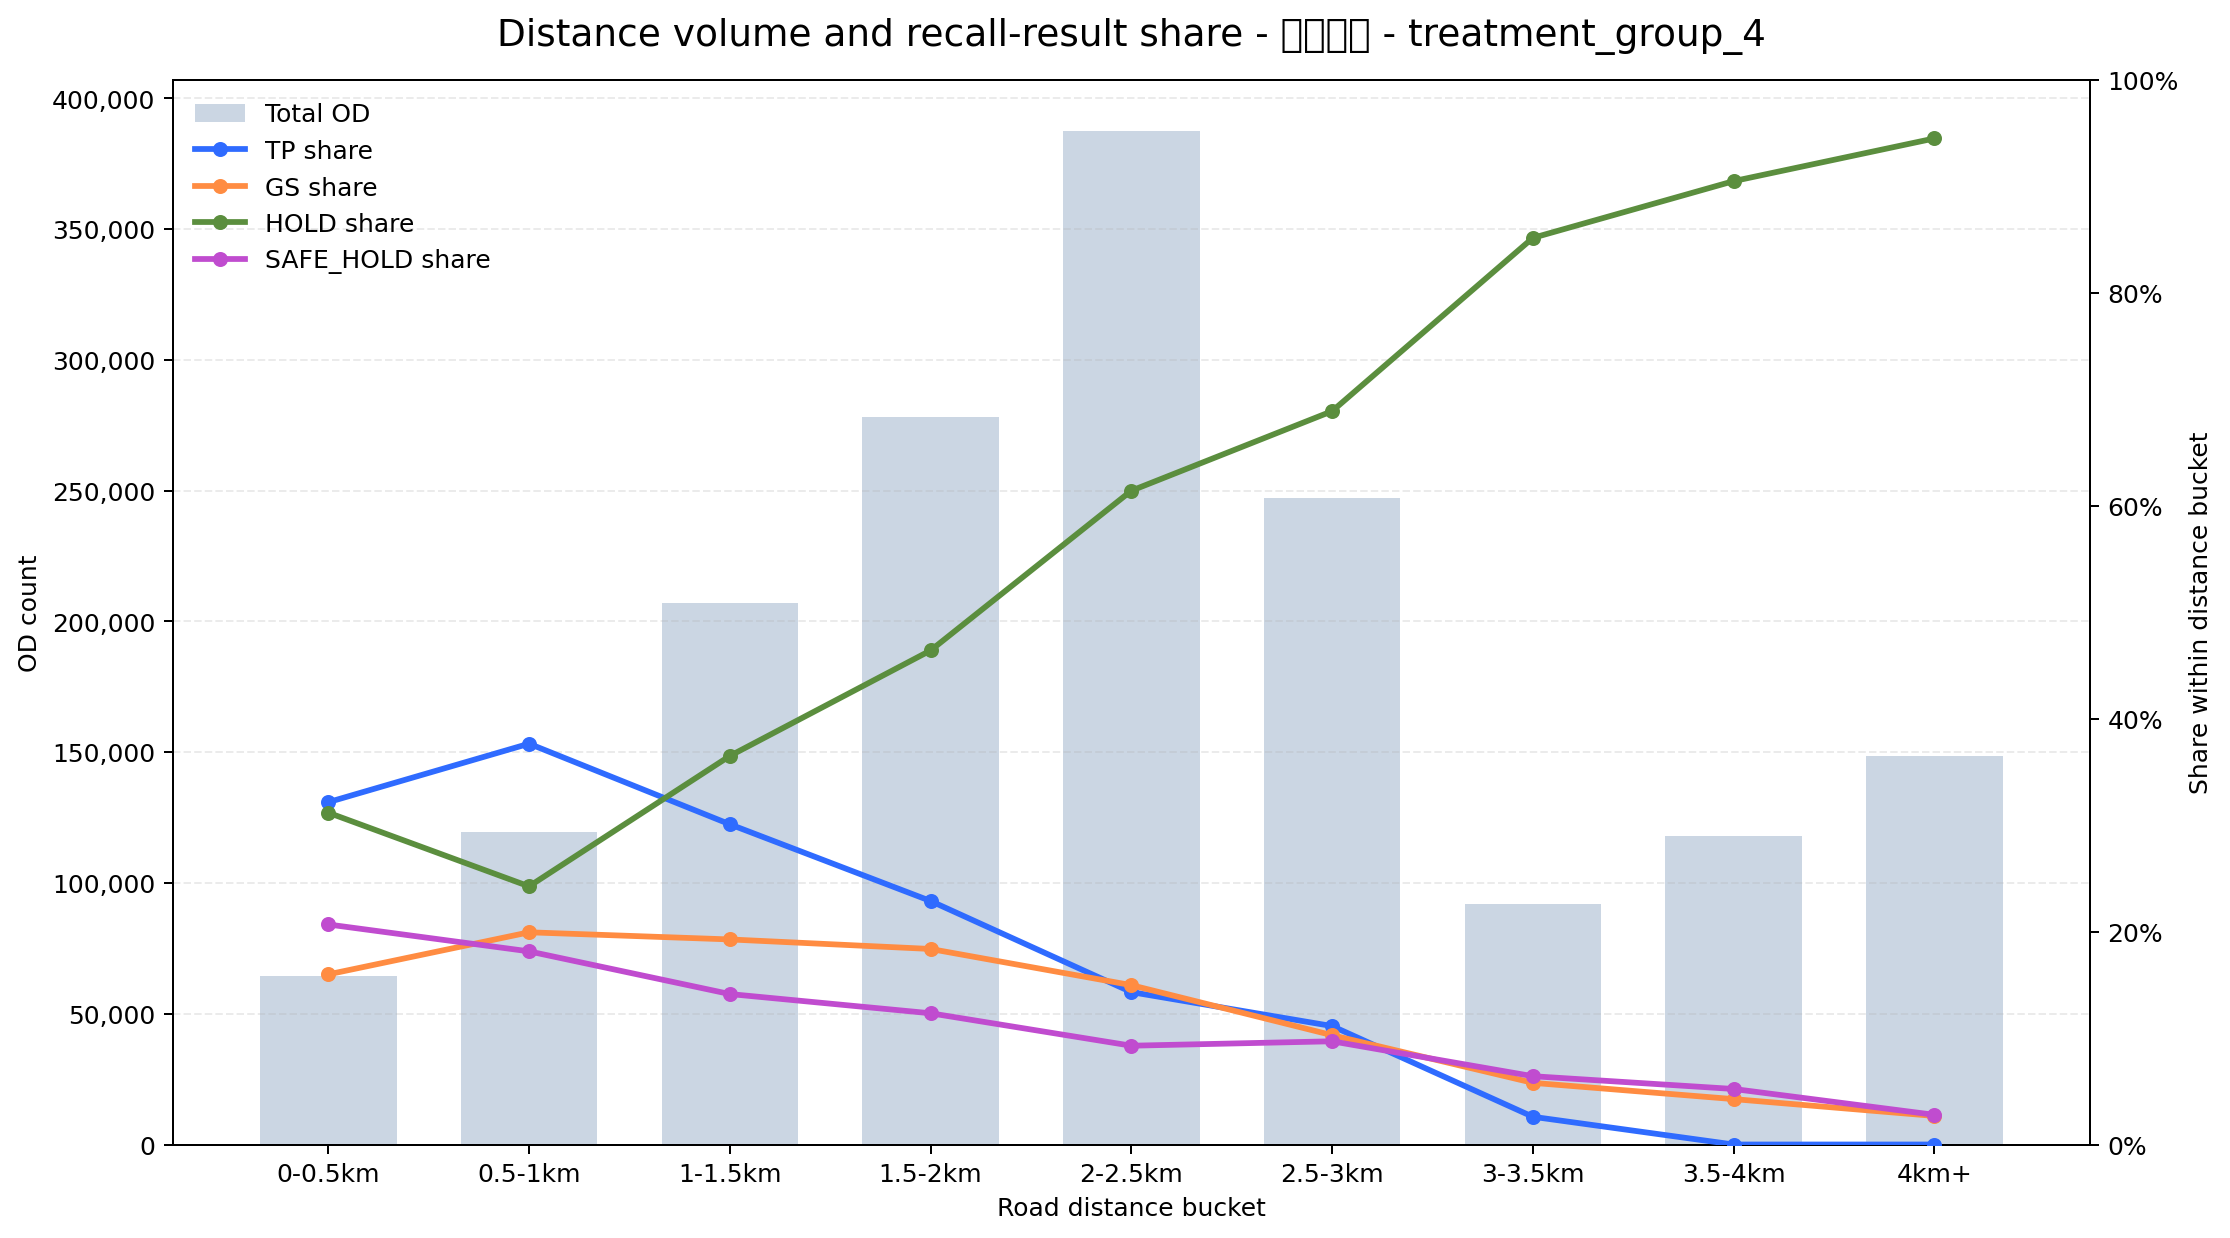 Distance volume and recall-result share - - treatment_group_4
400,000
350,000
300,000
250,000
200,000
150,000
100,000
50,000
0
OD count
Total OD
TP share
GS share
HOLD share
SAFE_HOLD share
100%
80%
60%
40%
20%
0%
Share within distance bucket
0-0.5km
0.5-1km
1-1.5km
1.5-2km
2-2.5km
2.5-3km
3-3.5km
3.5-4km
4km+
Road distance bucket